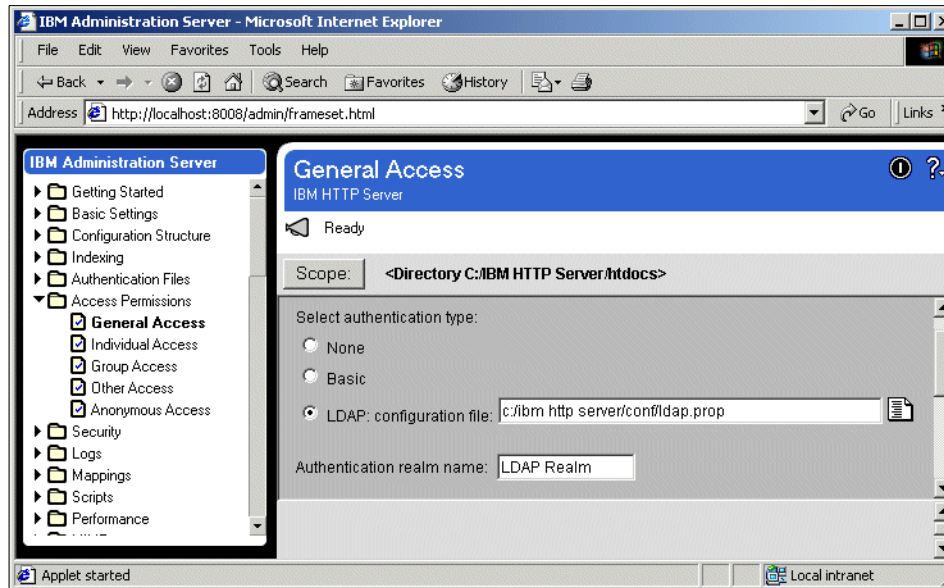 IBM Administration Server - Microsoft Internet Explorer
File Edit View Favorites Tools Help
Back Search Favorites History
Address http://localhost:8008/admin/frameset.html Go Links
IBM Administration Server
Getting Started
Basic Settings
Configuration Structure
Indexing
Authentication Files
Access Permissions
General Access
Individual Access
Group Access
Other Access
Anonymous Access
Security
Logs
Mappings
Scripts
Performance
General Access
IBM HTTP Server
Ready
Scope: <Directory C:/IBM HTTP Server/htdocs>
Select authentication type:
None
Basic
LDAP: configuration file: c:/ibm http server/conf/ldap.prop
Authentication realm name: LDAP Realm
Applet started Local intranet